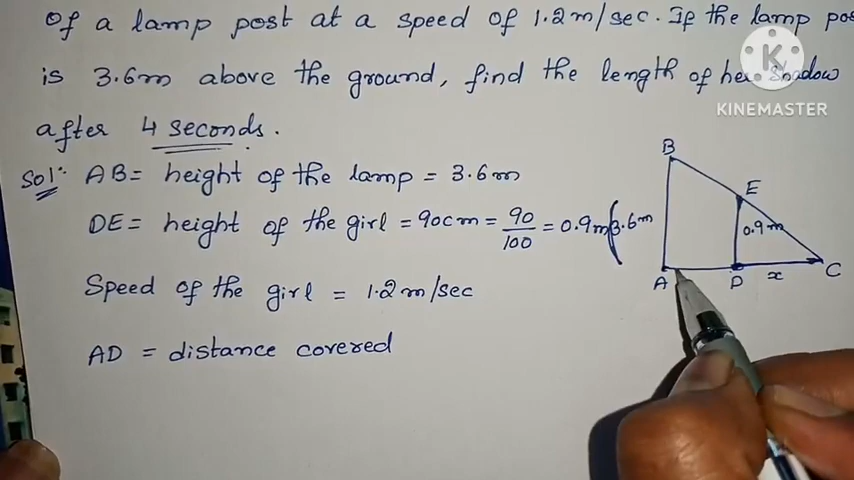 of a lamp post at a speed of 1.2m/sec. If the lamp pos
is 3.6m above the ground, find the length of her shadow
after 4 seconds.
Sol: AB = height of the lamp = 3.6m
DE = height of the girl = 90cm = 90/100 = 0.9m
Speed of the girl = 1.2m/sec
AD = distance covered
B
E
3.6m
0.9m
A
D
x
C
KINEMASTER